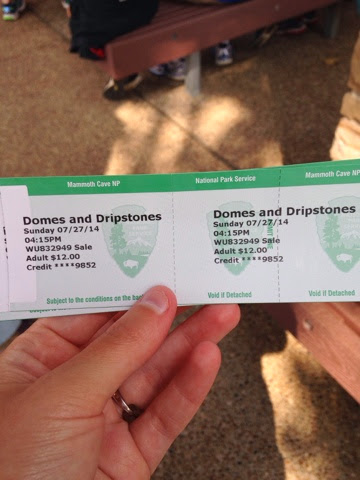 Mammoth Cave NP
National Park Service
Mammoth Cave NP
Domes and Dripstones
Sunday 07/27/14
04:15PM
WU832949 Sale
Adult $12.00
Credit ****9852
Subject to the conditions on the back
Domes and Dripstones
Sunday 07/27/14
04:15PM
WU832949 Sale
Adult $12.00
Credit ****9852
Void if Detached
Void if Detached